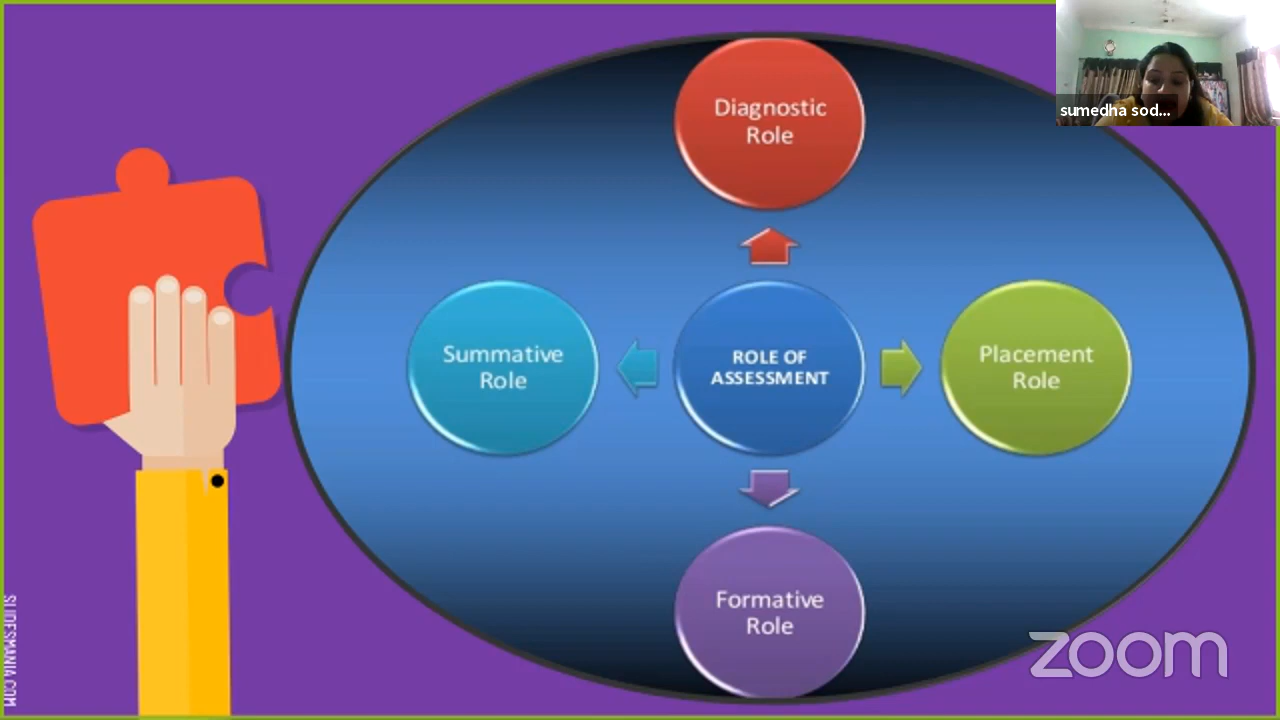 sumedha sod...
Diagnostic
Role
Summative
Role
ROLE OF
ASSESSMENT
Placement
Role
Formative
Role
SLIDESMANIA.COM
zoom